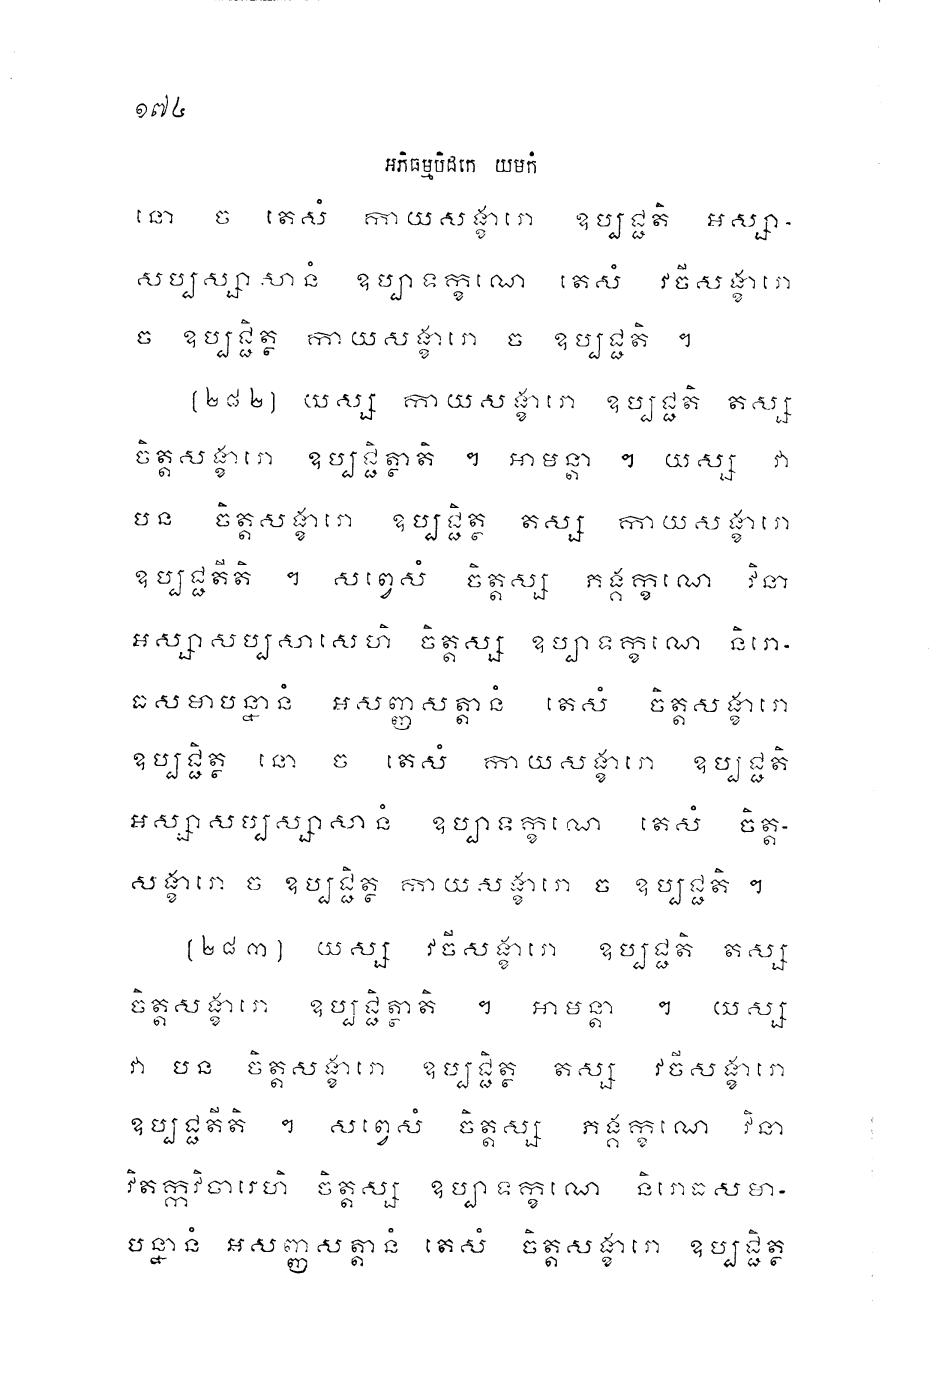 ១៧៤
អភិធម្មបិដកេ យមកំ
នោ ច តេសំ កាយសង្ខារោ ឧប្បជ្ជតិ អស្សា-
សប្បស្សាសានំ ឧប្បាទក្ខណេ តេសំ វចីសង្ខារោ
ច ឧប្បជ្ជិត្ថ កាយសង្ខារោ ច ឧប្បជ្ជតិ ។
(២៨២) យស្ស កាយសង្ខារោ ឧប្បជ្ជតិ តស្ស
ចិត្តសង្ខារោ ឧប្បជ្ជិត្ថាតិ ។ អាមន្តា ។ យស្ស វា
បន ចិត្តសង្ខារោ ឧប្បជ្ជិត្ថ តស្ស កាយសង្ខារោ
ឧប្បជ្ជតីតិ ។ សព្វេសំ ចិត្តស្ស ភង្គក្ខណេ វិនា
អស្សាសប្បសាសេហិ ចិត្តស្ស ឧប្បាទក្ខណេ និរោ-
ធសមាបន្នានំ អសញ្ញសត្តានំ តេសំ ចិត្តសង្ខារោ
ឧប្បជ្ជិត្ថ នោ ច តេសំ កាយសង្ខារោ ឧប្បជ្ជតិ
អស្សាសប្បស្សាសានំ ឧប្បាទក្ខណេ តេសំ ចិត្ត-
សង្ខារោ ច ឧប្បជ្ជិត្ថ កាយសង្ខារោ ច ឧប្បជ្ជតិ ។
(២៨៣) យស្ស វចីសង្ខារោ ឧប្បជ្ជតិ តស្ស
ចិត្តសង្ខារោ ឧប្បជ្ជិត្ថាតិ ។ អាមន្តា ។ យស្ស
វា បន ចិត្តសង្ខារោ ឧប្បជ្ជិត្ថ តស្ស វចីសង្ខារោ
ឧប្បជ្ជតីតិ ។ សព្វេសំ ចិត្តស្ស ភង្គក្ខណេ វិនា
វិតក្កវិចារេហិ ចិត្តស្ស ឧប្បាទក្ខណេ និរោធសមា-
បន្នានំ អសញ្ញសត្តានំ តេសំ ចិត្តសង្ខារោ ឧប្បជ្ជិត្ថ